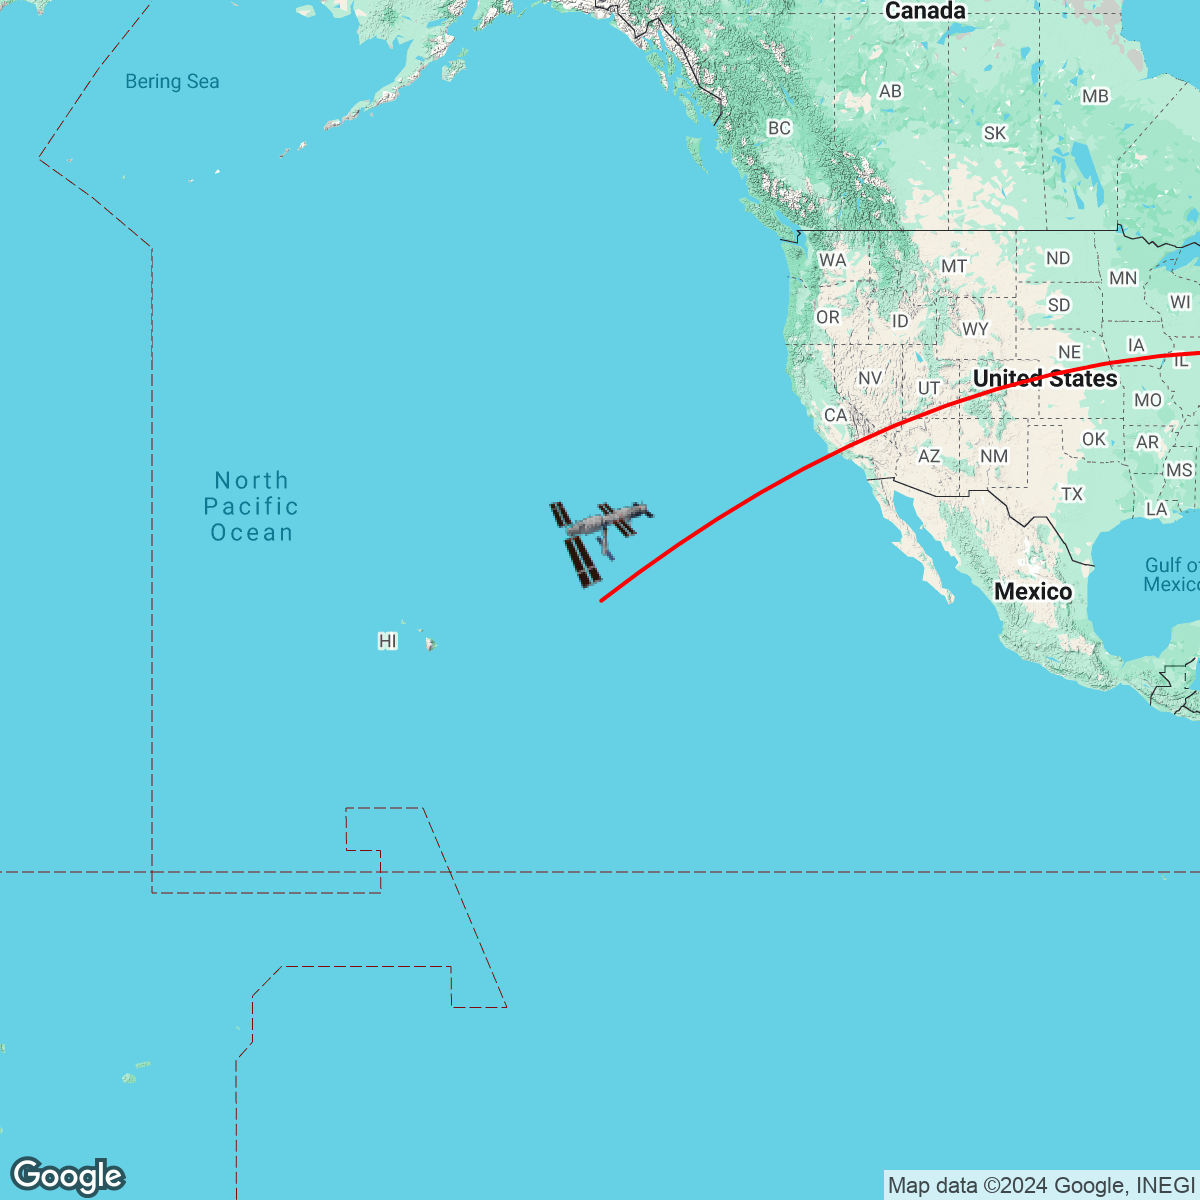 Canada
Bering Sea
AB
MB
BC
SK
WA
MT
ND
MN
WI
OR
ID
WY
SD
NE
IA
IL
NV
UT
United States
CA
MO
AZ
NM
OK
AR
MS
TX
LA
North
Pacific
Ocean
Gulf of
Mexico
Mexico
HI
Google
Map data ©2024 Google, INEGI